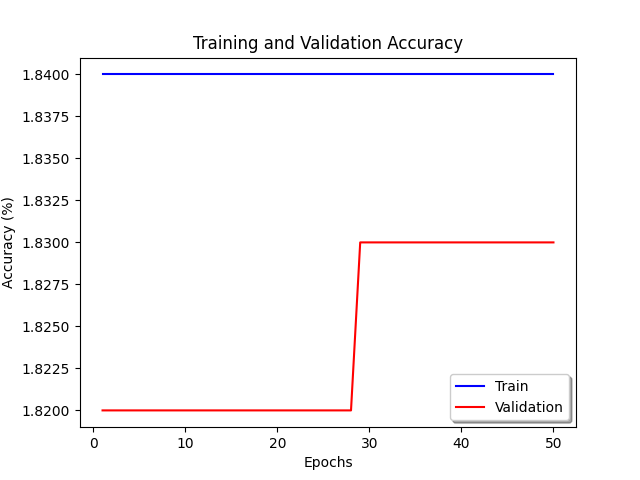 Training and Validation Accuracy
Accuracy (%)
1.8400
1.8375
1.8350
1.8325
1.8300
1.8275
1.8250
1.8225
1.8200
Train
Validation
0 10 20 30 40 50
Epochs